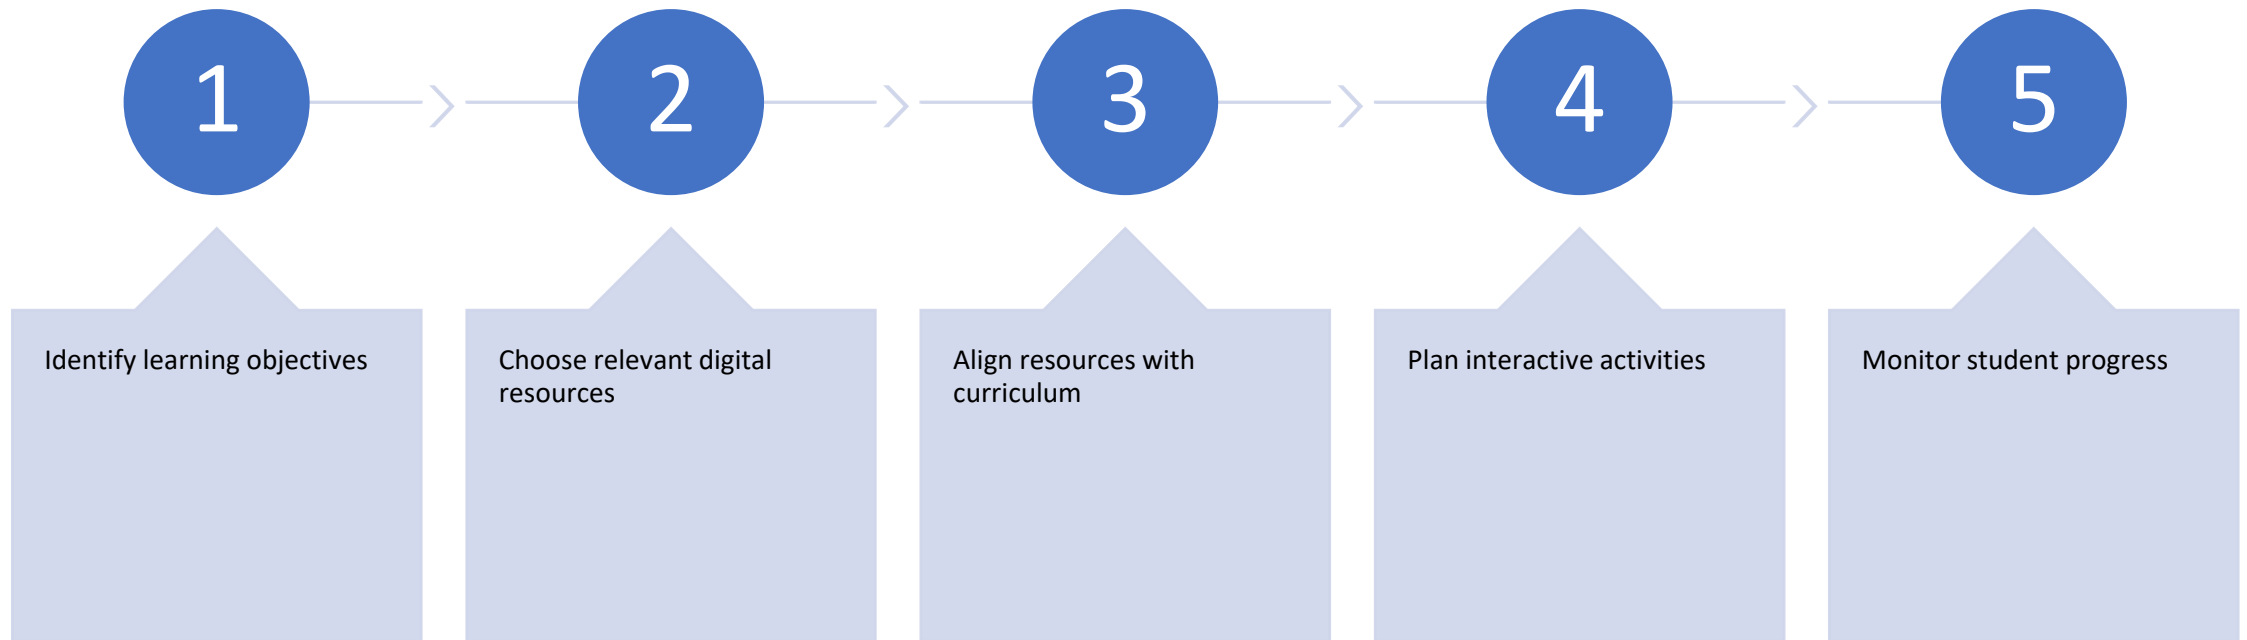 1
2
3
4
5
Identify learning objectives
Choose relevant digital
resources
Align resources with
curriculum
Plan interactive activities
Monitor student progress